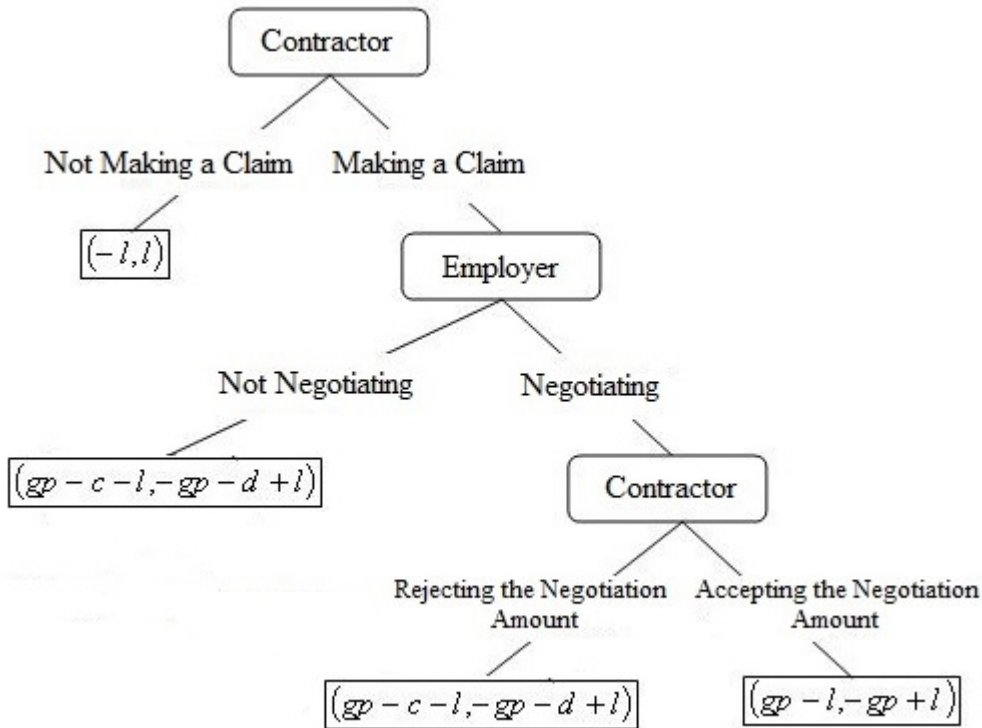 Contractor
Not Making a Claim
Making a Claim
(-l,l)
Employer
Not Negotiating
Negotiating
(gp-c-l,-gp-d+l)
Contractor
Rejecting the Negotiation
Amount
Accepting the Negotiation
Amount
(gp-c-l,-gp-d+l)
(gp-l,-gp+l)